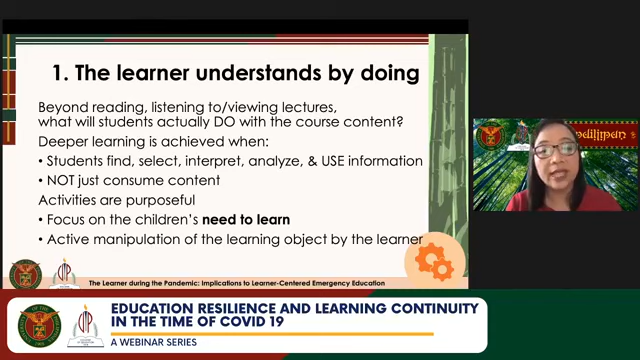 1. The learner understands by doing
Beyond reading, listening to/viewing lectures,
what will students actually DO with the course content?
Deeper learning is achieved when:
• Students find, select, interpret, analyze, & USE information
• NOT just consume content
Activities are purposeful
• Focus on the children's need to learn
• Active manipulation of the learning object by the learner
The Learner during the Pandemic: Implications to Learner-Centered Emergency Education
EDUCATION RESILIENCE AND LEARNING CONTINUITY
IN THE TIME OF COVID 19
A WEBINAR SERIES